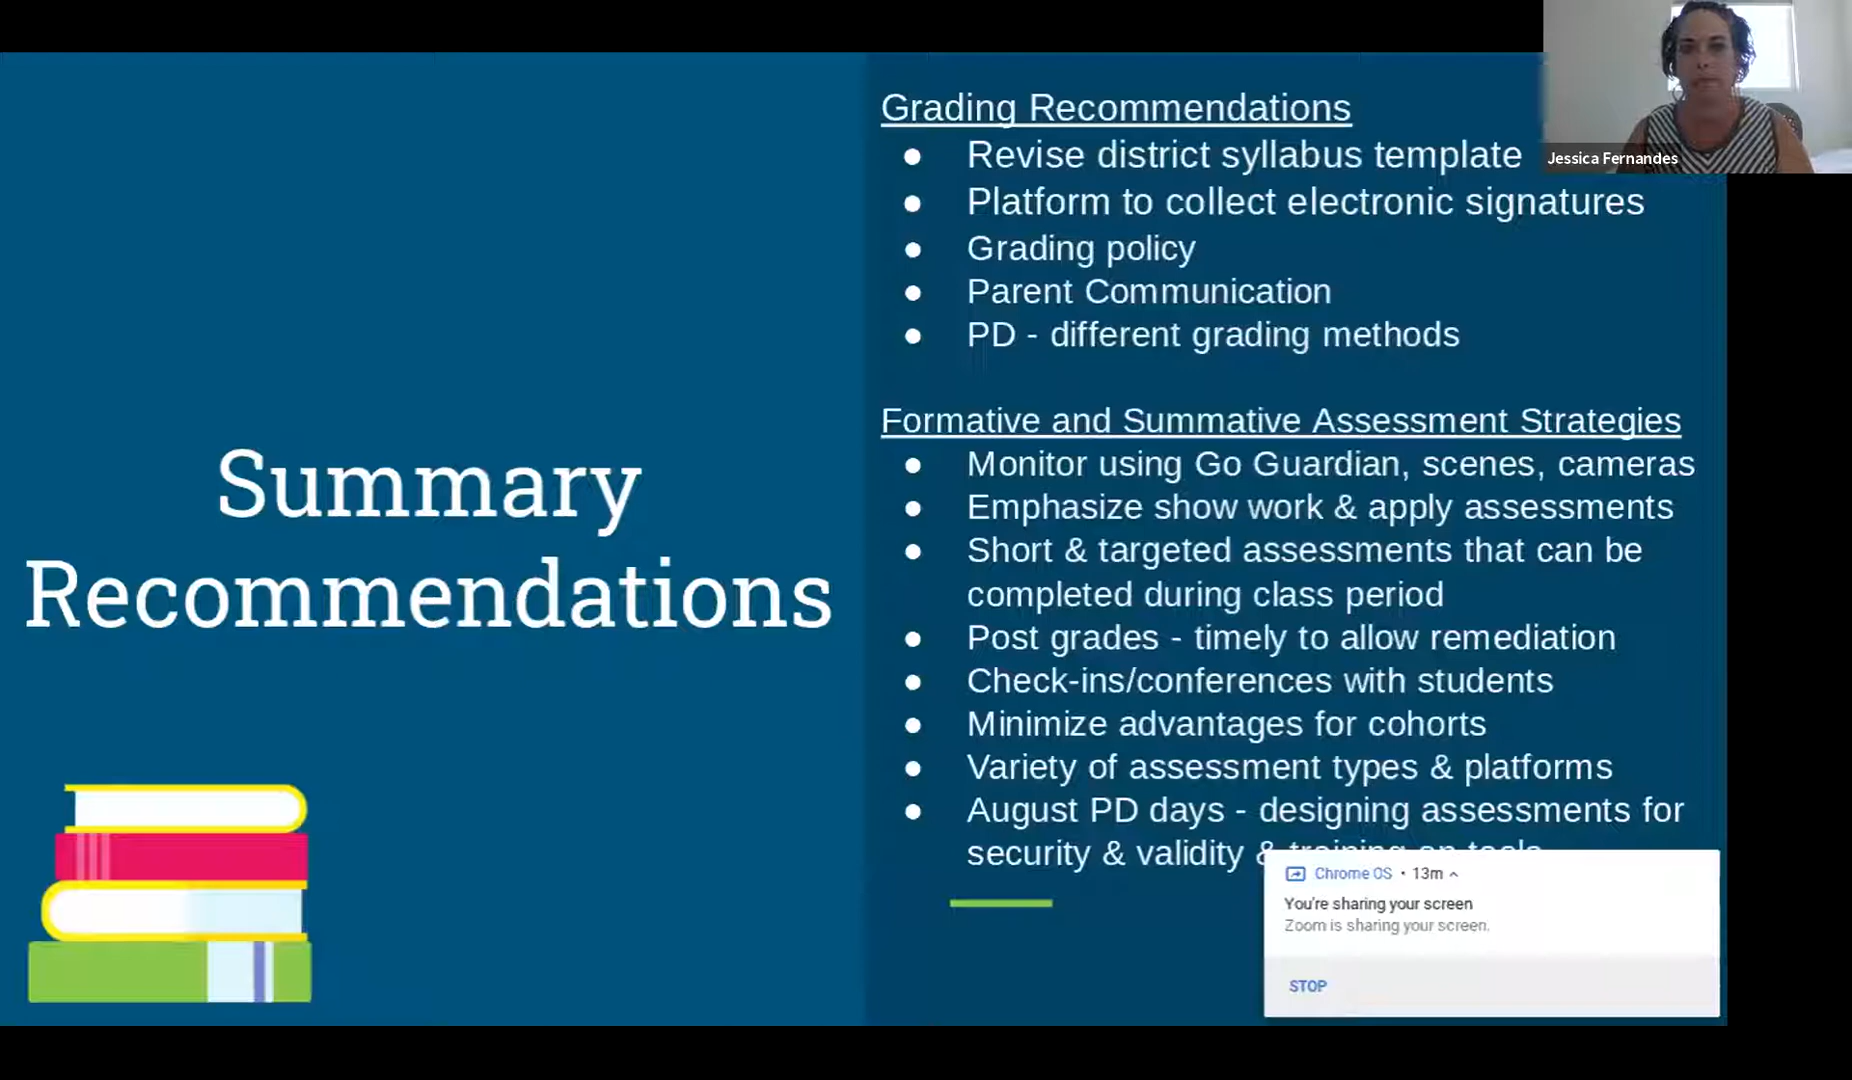 Summary
Recommendations
Grading Recommendations
● Revise district syllabus template
● Platform to collect electronic signatures
● Grading policy
● Parent Communication
● PD - different grading methods
Formative and Summative Assessment Strategies
● Monitor using Go Guardian, scenes, cameras
● Emphasize show work & apply assessments
● Short & targeted assessments that can be
completed during class period
● Post grades - timely to allow remediation
● Check-ins/conferences with students
● Minimize advantages for cohorts
● Variety of assessment types & platforms
● August PD days - designing assessments for
security & validity & training on tools
Jessica Fernandes
Chrome OS • 13m
You're sharing your screen
Zoom is sharing your screen.
STOP